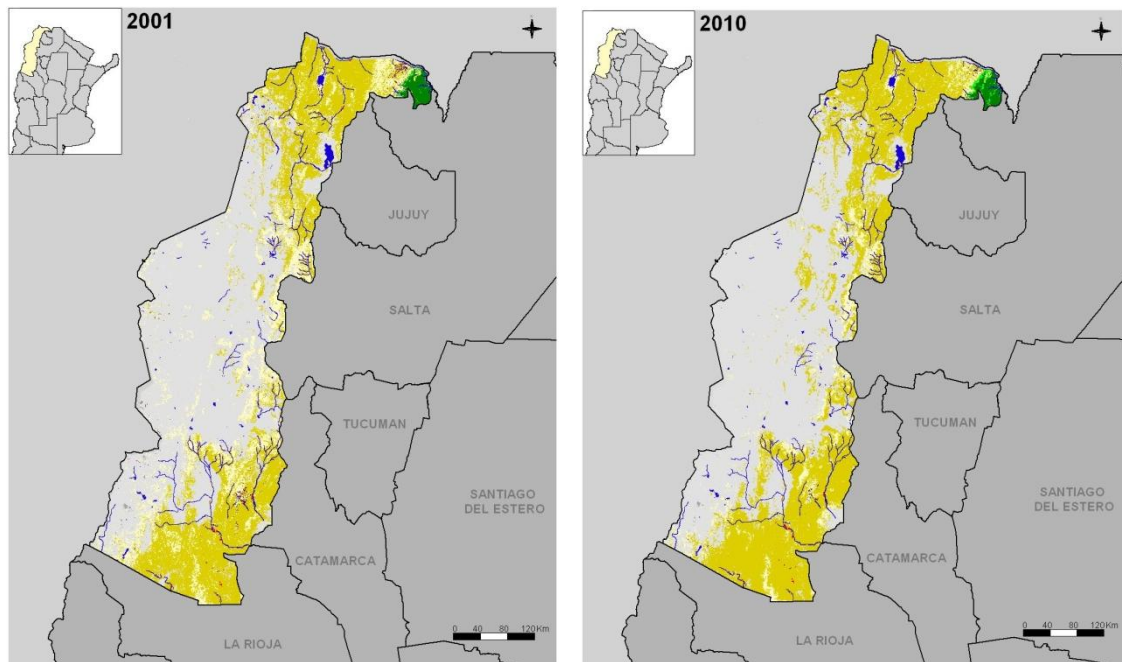 2001
JUJUY
SALTA
TUCUMAN
SANTIAGO
DEL ESTERO
CATAMARCA
LA RIOJA
0 40 80 120 Km
2010
JUJUY
SALTA
TUCUMAN
SANTIAGO
DEL ESTERO
CATAMARCA
LA RIOJA
0 40 80 120 Km